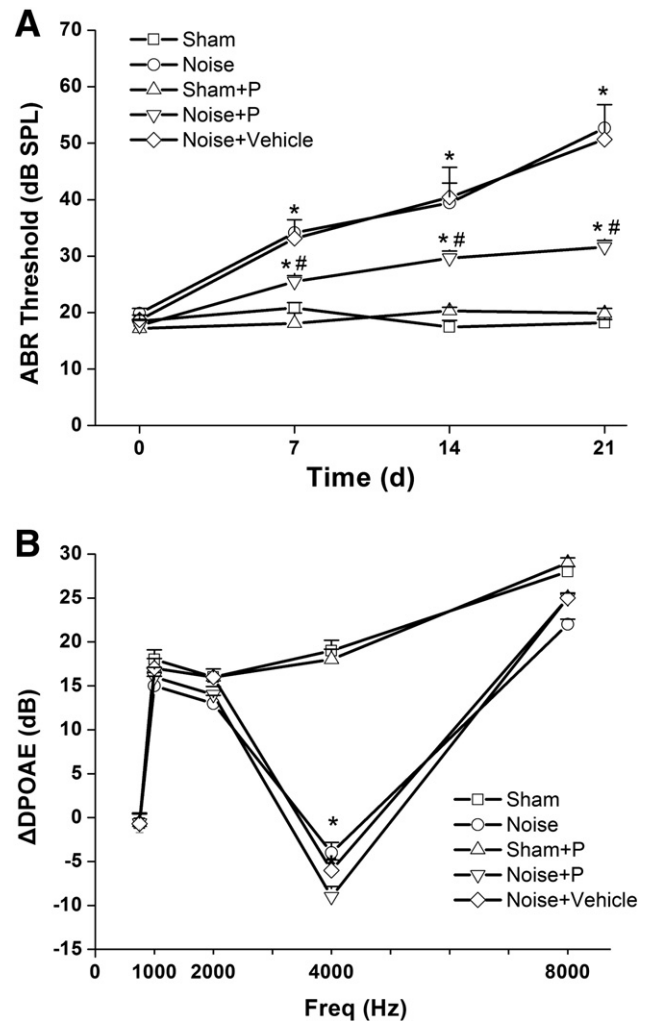 A
70
60
50
40
30
20
10
0
ABR Threshold (dB SPL)
Sham
Noise
Sham+P
Noise+P
Noise+Vehicle
*
*
*
*#
*#
*#
0 7 14 21
Time (d)
B
30
25
20
15
10
5
0
-5
-10
-15
ΔDPOAE (dB)
*
*
Sham
Noise
Sham+P
Noise+P
Noise+Vehicle
0 1000 2000 4000 8000
Freq (Hz)